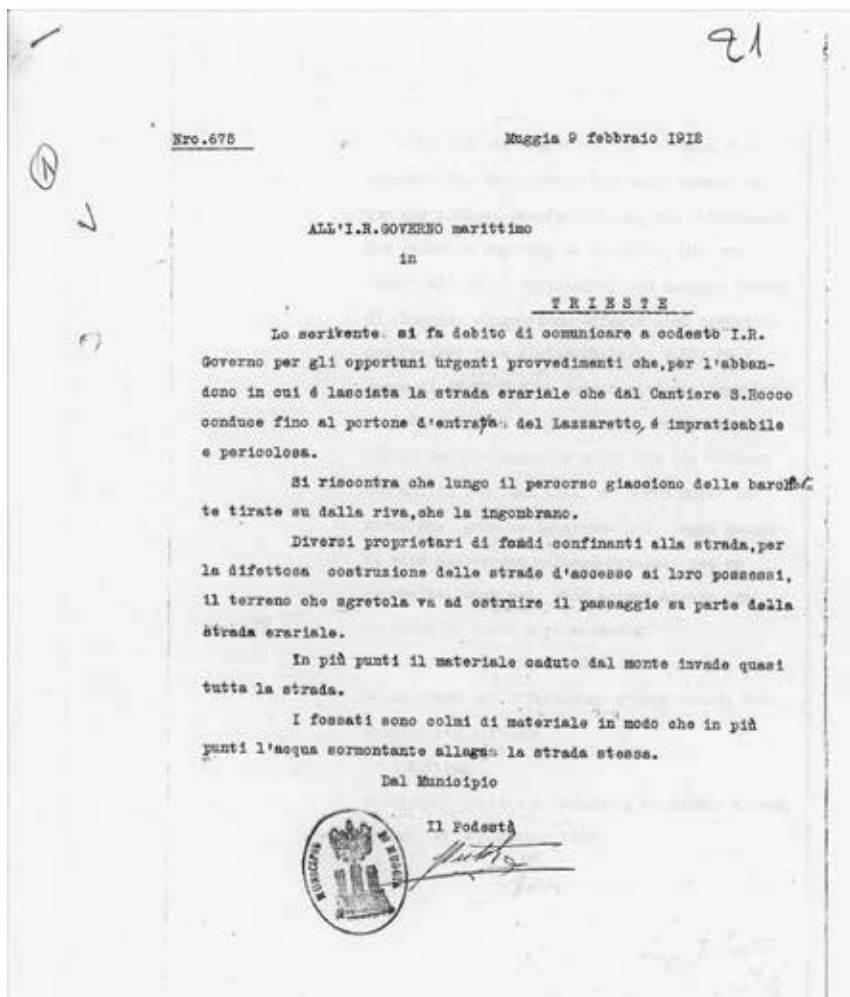 21
Nro.675 Muggia 9 febbraio 1912
ALL'I.R.GOVERNO marittimo
in
TRIESTE
Lo scrivente si fa debito di comunicare a codesto I.R.
Governo per gli opportuni urgenti provvedimenti che,per l'abban-
dono in cui é lasciata la strada erariale che dal Cantiere S.Rocco
conduce fino al portone d'entrata del Lazzaretto, é impraticabile
e pericolosa.
Si riscontra che lungo il percorso giacciono delle
te tirate su dalla riva,che la ingombrano.
Diversi proprietari di fondi confinanti alla strada,per
la difettosa costruzione delle strade d'accesso ai loro possessi,
il terreno che sgretola va ad ostruire il passaggio su parte della
strada erariale.
In più punti il materiale caduto dal monte invade quasi
tutta la strada.
I fossati sono colmi di materiale in modo che in più
punti l'acqua sormontante allaga la strada stessa.
Dal Municipio
Il Podestà
MUNICIPIO DI MUGGIA